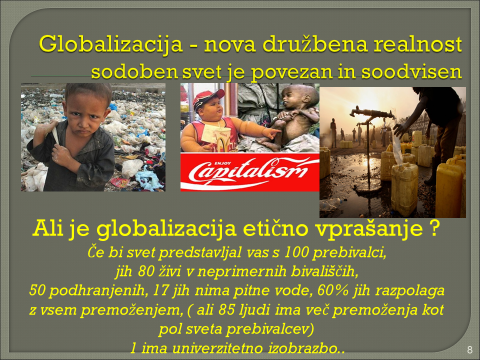 Globalizacija - nova družbena realnost
sodoben svet je povezan in soodvisen
ENJOY
Capitalism
Ali je globalizacija etično vprašanje ?
Če bi svet predstavljal vas s 100 prebivalci,
jih 80 živi v neprimernih bivališčih,
50 podhranjenih, 17 jih nima pitne vode, 60% jih razpolaga
z vsem premoženjem, ( ali 85 ljudi ima več premoženja kot
pol sveta prebivalcev)
1 ima univerzitetno izobrazbo..
8